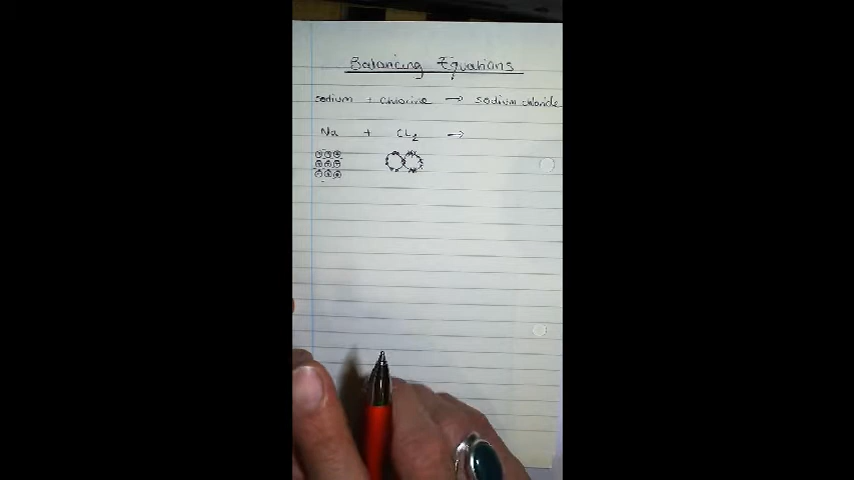 Balancing Equations
sodium + chlorine → sodium chloride
Na + CL₂ →